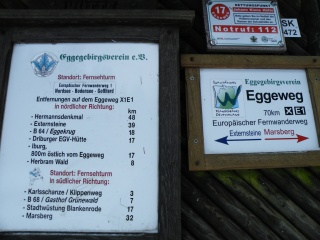 Eggegebirgsverein e.V.
Standort: Fernsehturm
Europäischer Fernwanderweg 1
Nordsee - Bodensee - Golfland
Entfernungen auf dem Eggeweg X1E1
in nördlicher Richtung: km
- Hermannsdenkmal 48
- Externsteine 39
- B 64 / Eggekrug 18
- Driburger EGV-Hütte 17
- Iburg,
800m östlich vom Eggeweg 17
- Herbram Wald 8
Standort: Fernsehturm
in südlicher Richtung:
- Karlsschanze / Klippenweg 3
- B 68 / Gasthof Grünewald 7
- Stadtwüstung Blankenrode 17
- Marsberg 32
17
RETTUNGSPUNKT
Notruf: 112
SK
472
Eggegebirgsverein
Eggeweg
70km X E1
Europäischer Fernwanderweg
Externsteine Marsberg